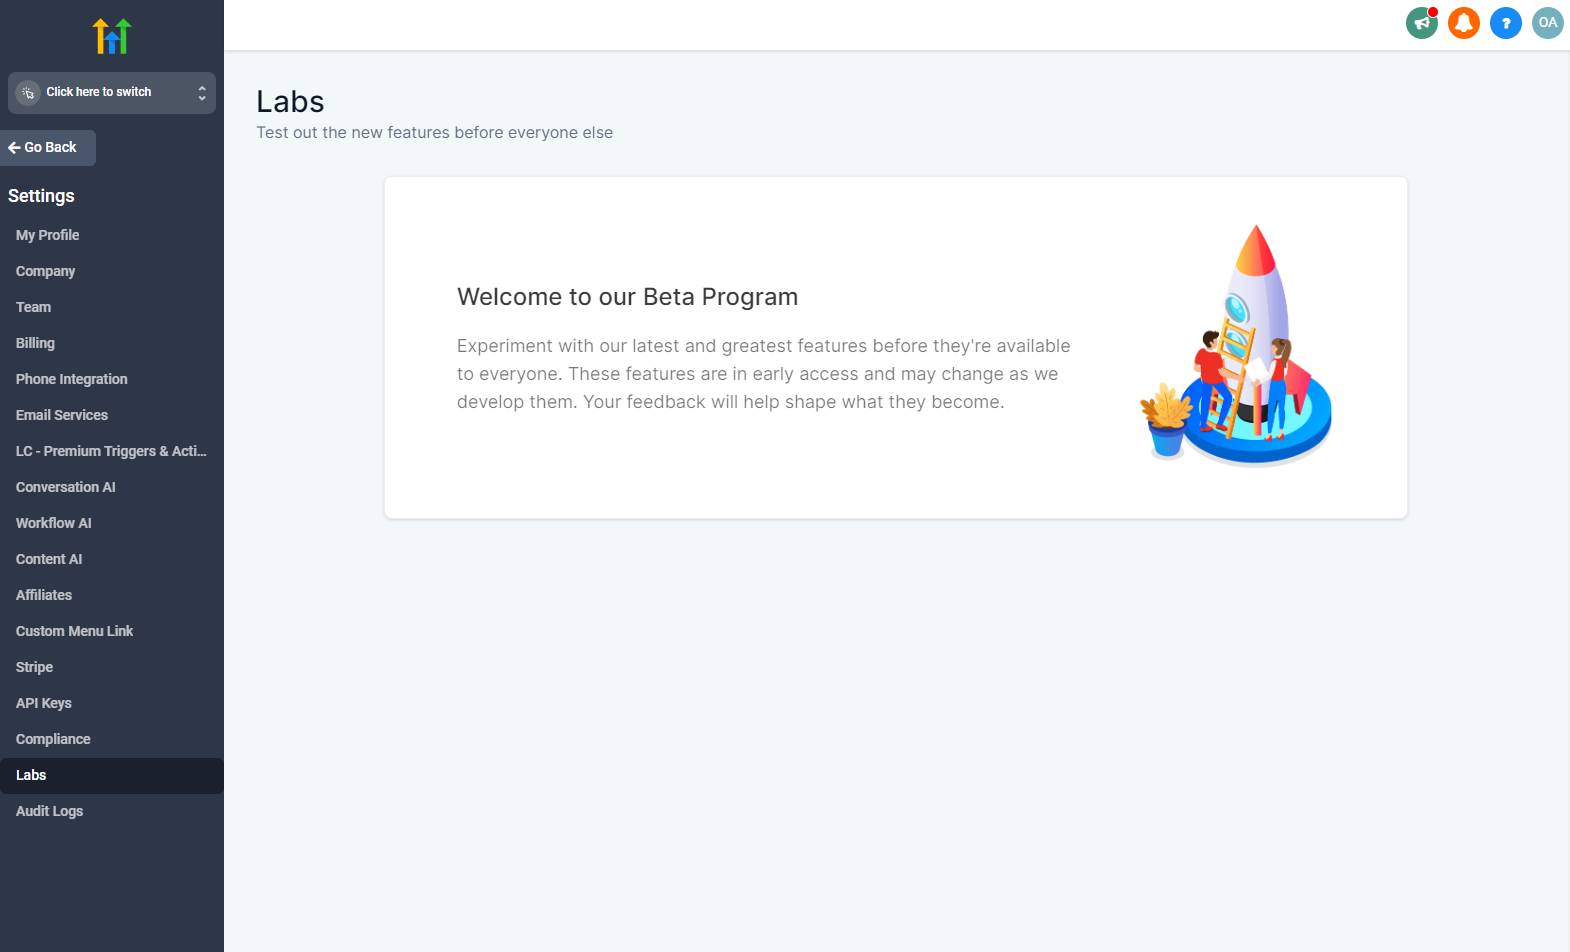 Click here to switch
Go Back
Settings
My Profile
Company
Team
Billing
Phone Integration
Email Services
LC - Premium Triggers & Acti...
Conversation AI
Workflow AI
Content AI
Affiliates
Custom Menu Link
Stripe
API Keys
Compliance
Labs
Audit Logs
?
OA
Labs
Test out the new features before everyone else
Welcome to our Beta Program
Experiment with our latest and greatest features before they're available
to everyone. These features are in early access and may change as we
develop them. Your feedback will help shape what they become.